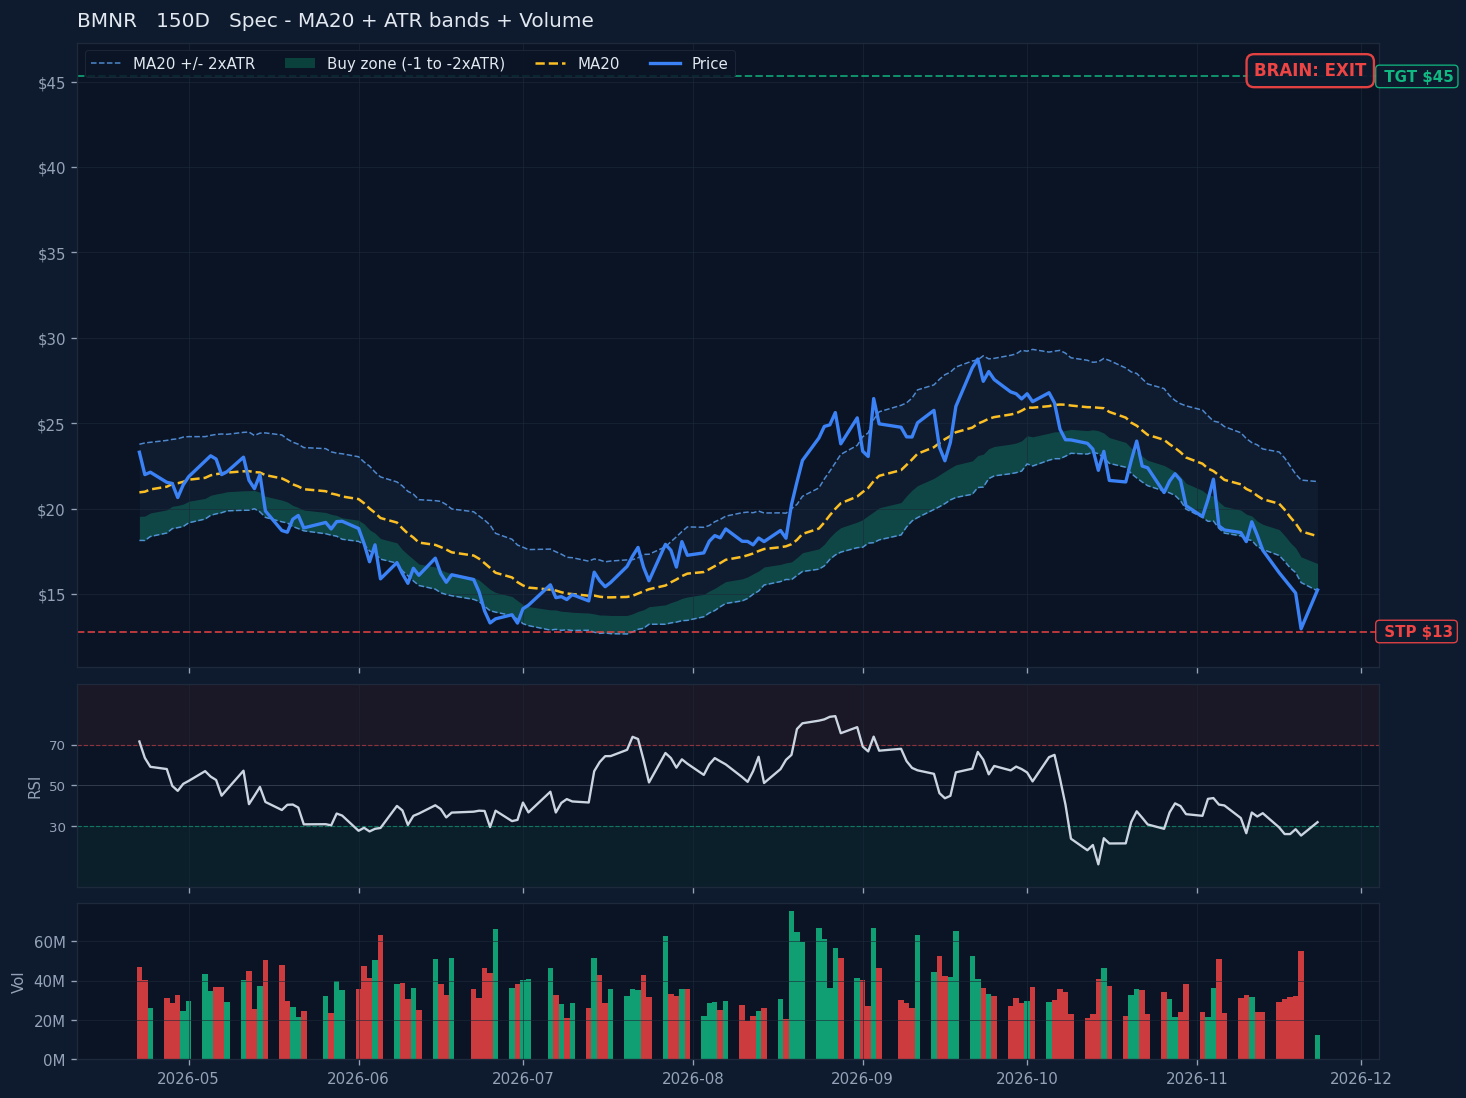 BMNR   150D   Spec - MA20 + ATR bands + Volume
MA20 +/- 2xATR   Buy zone (-1 to -2xATR)   MA20   Price
BRAIN: EXIT
TGT $45
$45
$40
$35
$30
$25
$20
$15
STP $13
RSI
70
50
30
Vol
60M
40M
20M
0M
2026-05   2026-06   2026-07   2026-08   2026-09   2026-10   2026-11   2026-12